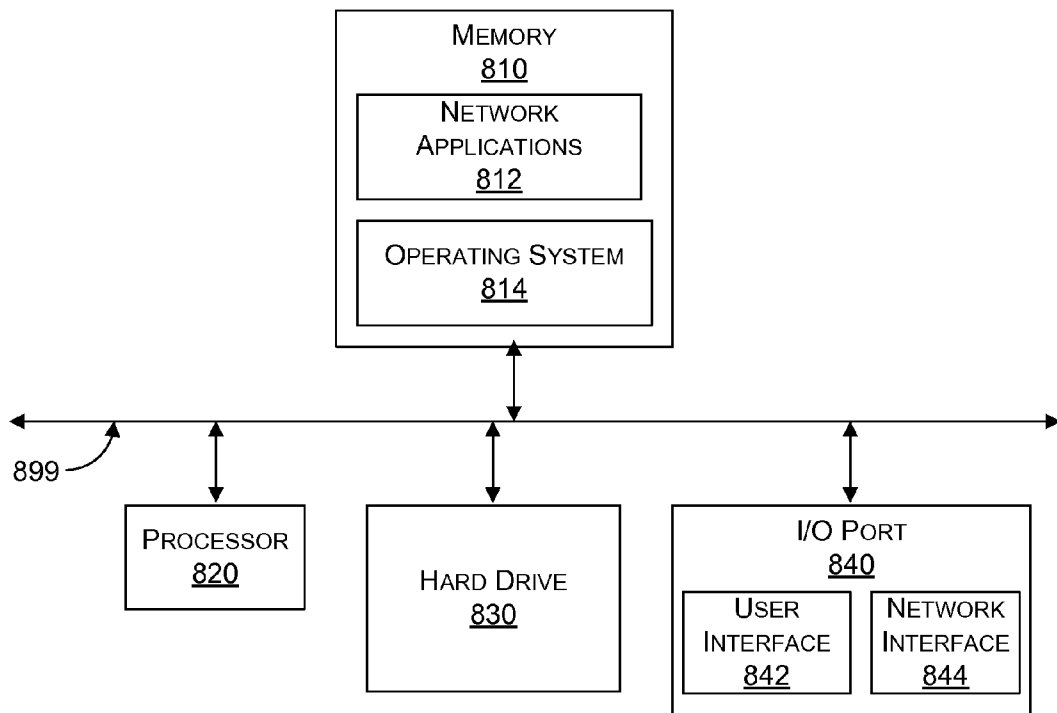 MEMORY
810
NETWORK
APPLICATIONS
812
OPERATING SYSTEM
814
899
PROCESSOR
820
HARD DRIVE
830
I/O PORT
840
USER
INTERFACE
842
NETWORK
INTERFACE
844